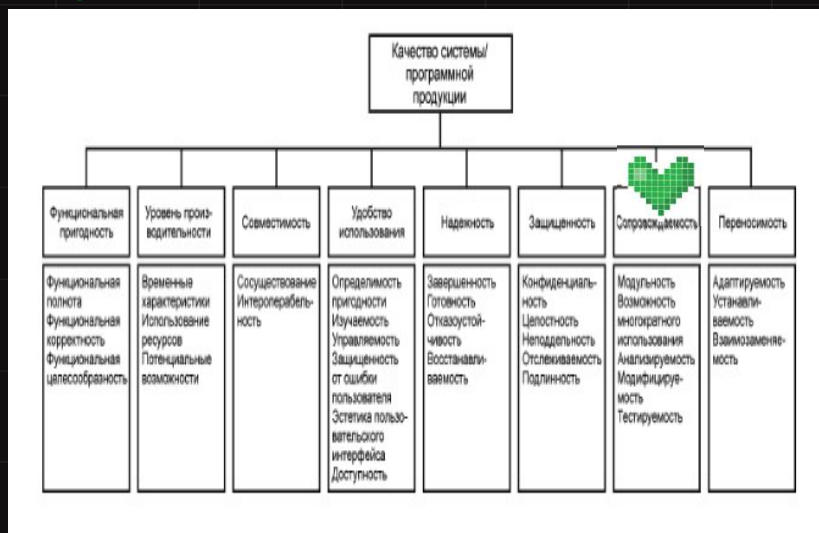 Качество системы/
программной
продукции
Функциональная
пригодность
Уровень произ-
водительности
Совместимость
Удобство
использования
Надежность
Защищенность
Сопровождаемость
Переносимость
Функциональная
полнота
Функциональная
корректность
Функциональная
целесообразность
Временные
характеристики
Использование
ресурсов
Потенциальные
возможности
Сосуществование
Интероперабель-
ность
Определимость
пригодности
Изучаемость
Управляемость
Защищенность
от ошибки
пользователя
Эстетика пользо-
вательского
интерфейса
Доступность
Завершенность
Готовность
Отказоустой-
чивость
Восстанавли-
ваемость
Конфиденциаль-
ность
Целостность
Неподдельность
Отслеживаемость
Подлинность
Модульность
Возможность
многократного
использования
Анализируемость
Модифицируе-
мость
Тестируемость
Адаптируемость
Устанавли-
ваемость
Взаимозаменяе-
мость